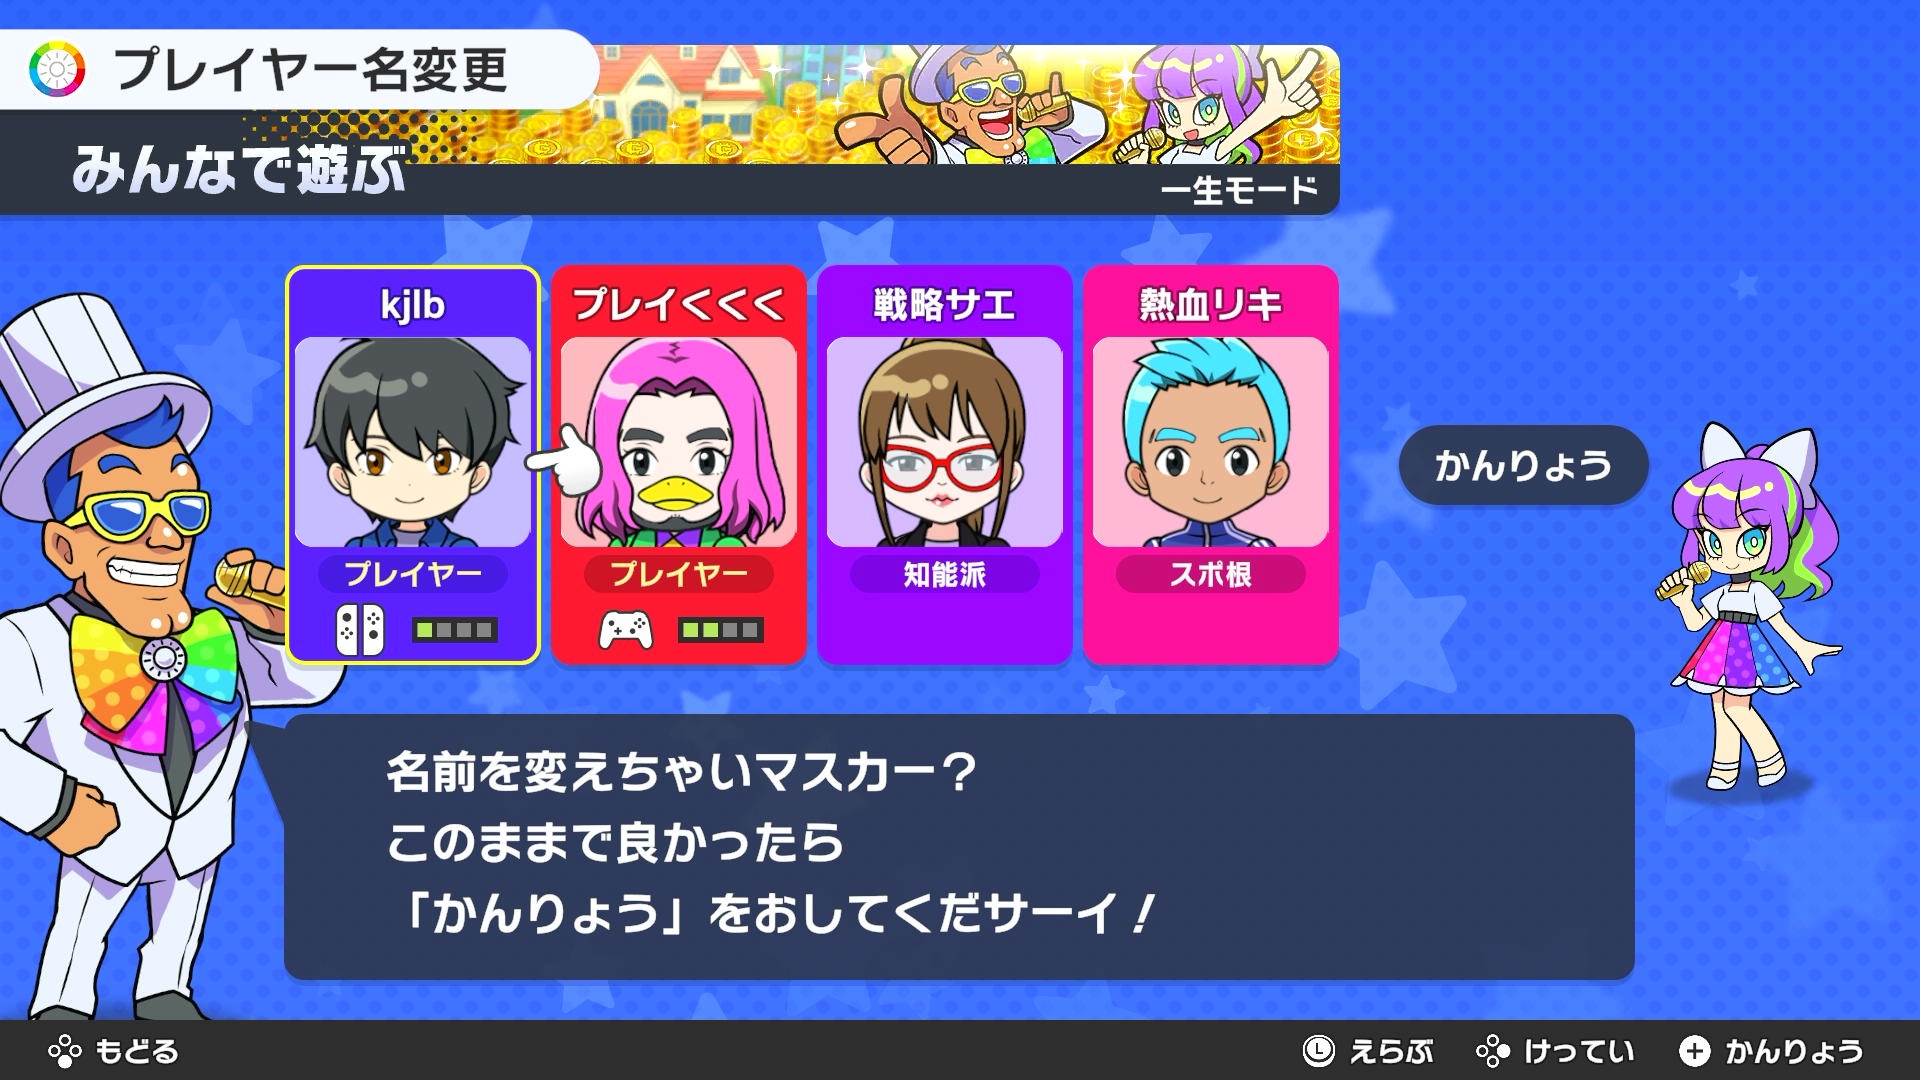 プレイヤー名変更
みんなで遊ぶ
一生モード
kjlb
プレイくくく
戦略サエ
熱血リキ
プレイヤー
プレイヤー
知能派
スポ根
かんりょう
名前を変えちゃいマスカー？
このままで良かったら
「かんりょう」をおしてくだサーイ！
もどる
L えらぶ
けってい
かんりょう